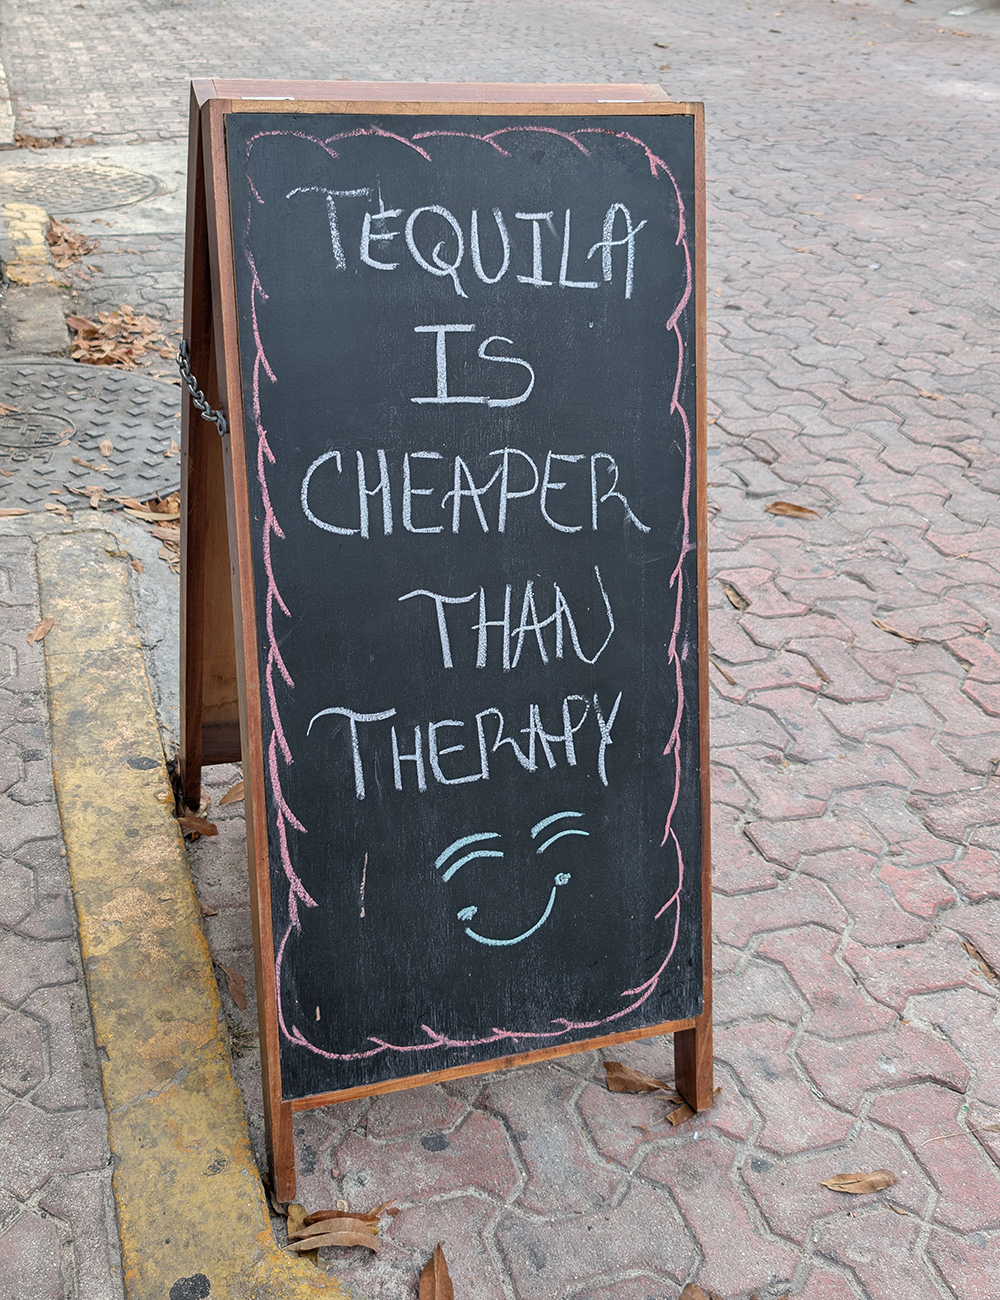 TEQUILA
IS
CHEAPER
THAN
THERAPY